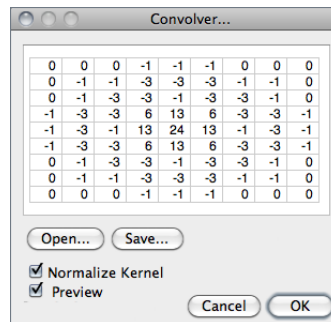 Convolver...
0 0 0 -1 -1 -1 0 0 0
0 -1 -1 -3 -3 -3 -1 -1 0
0 -1 -3 -3 -1 -3 -3 -1 0
-1 -3 -3 6 13 6 -3 -3 -1
-1 -3 -1 13 24 13 -1 -3 -1
-1 -3 -3 6 13 6 -3 -3 -1
0 -1 -3 -3 -1 -3 -3 -1 0
0 -1 -1 -3 -3 -3 -1 -1 0
0 0 0 -1 -1 -1 0 0 0
Open... Save...
Normalize Kernel
Preview
Cancel OK